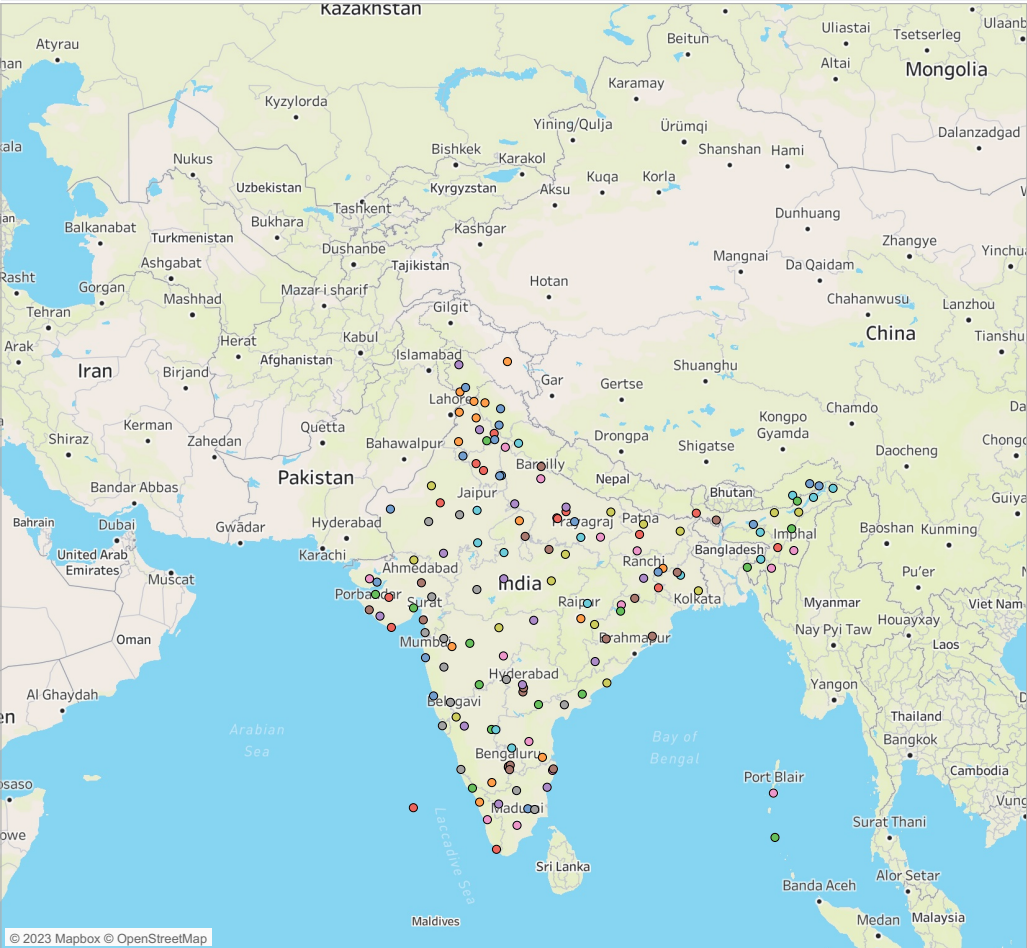 Kazakhstan
Atyrau
Beitun
Uliastai
Tsetserleg
Ulaanb
Altai
Mongolia
Karamay
Kyzylorda
Yining/Qulja
Ürümqi
Dalanzadgad
Nukus
Bishkek
Karakol
Shanshan
Hami
Uzbekistan
Kyrgyzstan
Aksu
Kuqa
Korla
Tashkent
Balkanabat
Bukhara
Kashgar
Dunhuang
Turkmenistan
Dushanbe
Zhangye
Yinchu
Ashgabat
Tajikistan
Mangnai
Da Qaidam
Rasht
Gorgan
Mashhad
Mazar i sharif
Hotan
Chahanwusu
Lanzhou
Tehran
Gilgit
Arak
Herat
Kabul
China
Tianshu
Afghanistan
Islamabad
Iran
Birjand
Gar
Gertse
Shuanghu
Lahore
Kerman
Quetta
Chamdo
Shiraz
Zahedan
Bahawalpur
Drongpa
Shigatse
Kongpo
Gyamda
Daocheng
Chong
Pakistan
Bareilly
Nepal
Bandar Abbas
Jaipur
Bhutan
Guiya
Bahrain
Dubai
Gwādar
Hyderabad
Prayagraj
Patna
Imphal
Baoshan
Kunming
United Arab
Emirates
Karachi
Bangladesh
Muscat
Ahmedabad
Ranchi
India
Pu'er
Porbandar
Surat
Raipur
Kolkata
Myanmar
Viet Nam
Oman
Mumbai
Brahmapur
Nay Pyi Taw
Houayxay
Laos
Al Ghaydah
Hyderabad
Yangon
Belgavi
Thailand
Arabian
Sea
Bay of
Bengal
Bangkok
Bengaluru
Port Blair
Cambodia
osaso
Vung
Madurai
Surat Thani
Laccadive Sea
Sri Lanka
Alor Setar
Banda Aceh
Maldives
Medan
Malaysia
© 2023 Mapbox © OpenStreetMap